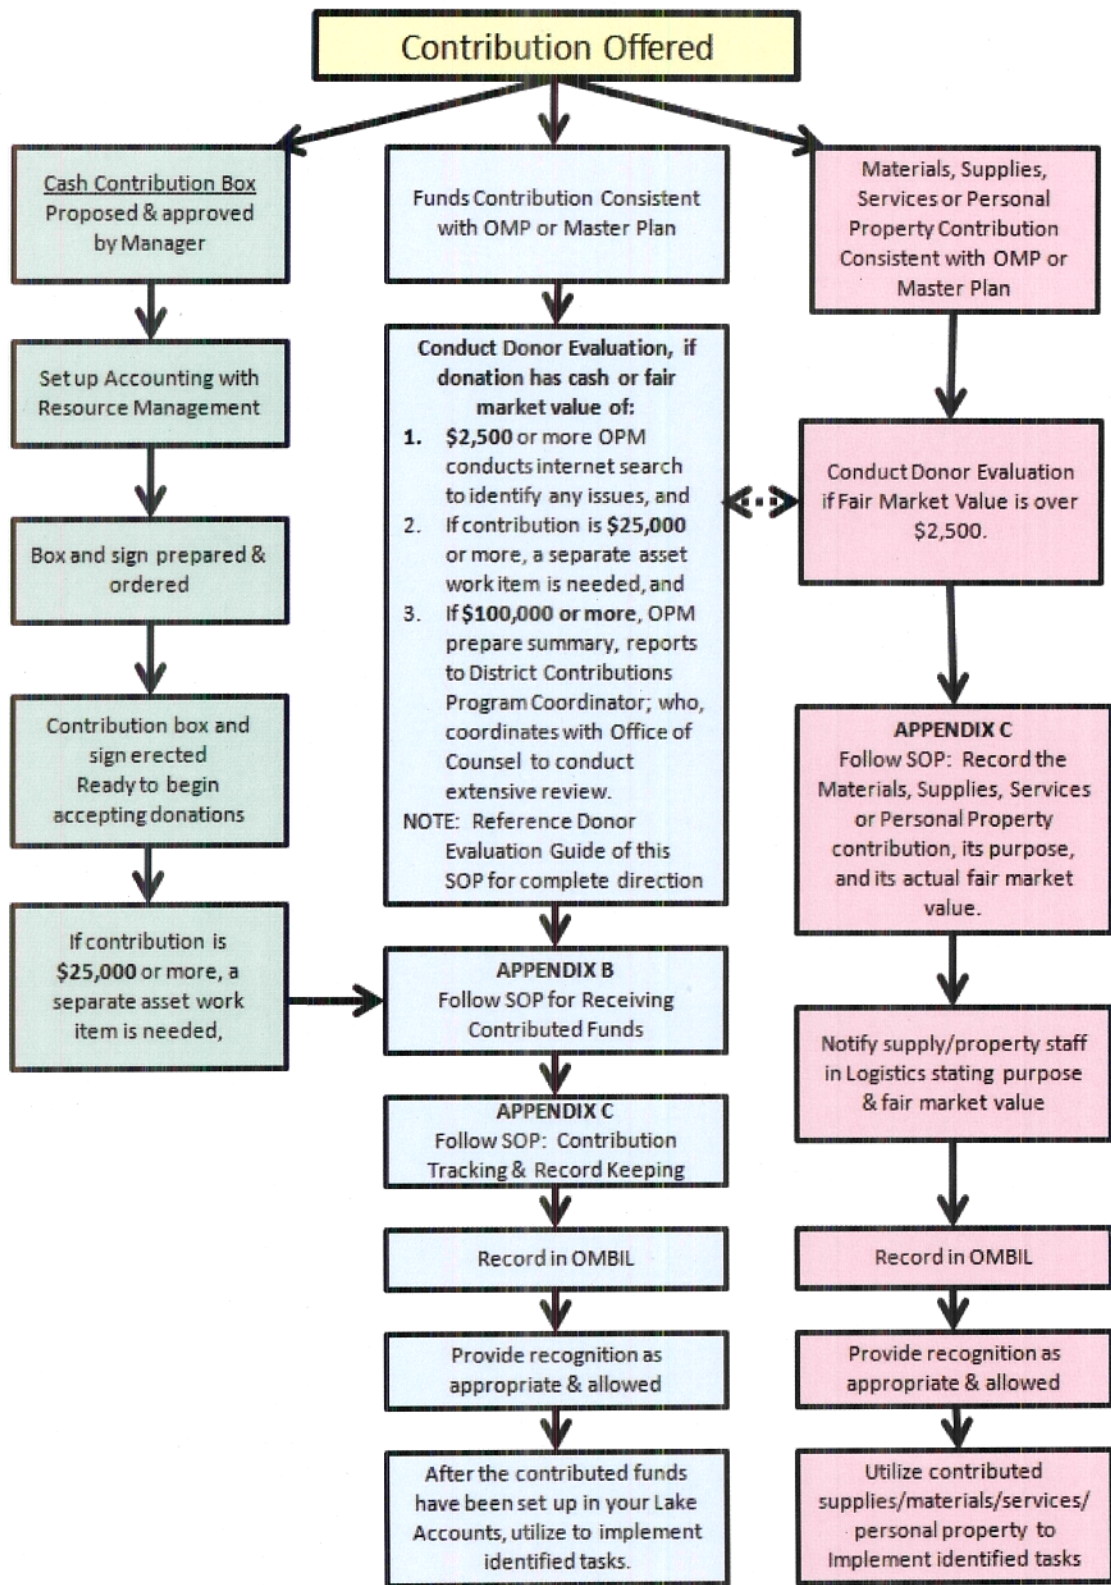 Contribution Offered
Cash Contribution Box
Proposed & approved
by Manager
Set up Accounting with
Resource Management
Box and sign prepared &
ordered
Contribution box and
sign erected
Ready to begin
accepting donations
If contribution is
$25,000 or more, a
separate asset work
item is needed,
Funds Contribution Consistent
with OMP or Master Plan
Conduct Donor Evaluation, if
donation has cash or fair
market value of:
1. $2,500 or more OPM
conducts internet search
to identify any issues, and
2. If contribution is $25,000
or more, a separate asset
work item is needed, and
3. If $100,000 or more, OPM
prepare summary, reports
to District Contributions
Program Coordinator; who,
coordinates with Office of
Counsel to conduct
extensive review.
NOTE: Reference Donor
Evaluation Guide of this
SOP for complete direction
APPENDIX B
Follow SOP for Receiving
Contributed Funds
APPENDIX C
Follow SOP: Contribution
Tracking & Record Keeping
Record in OMBIL
Provide recognition as
appropriate & allowed
After the contributed funds
have been set up in your Lake
Accounts, utilize to implement
identified tasks.
Materials, Supplies,
Services or Personal
Property Contribution
Consistent with OMP or
Master Plan
Conduct Donor Evaluation
if Fair Market Value is over
$2,500.
APPENDIX C
Follow SOP: Record the
Materials, Supplies, Services
or Personal Property
contribution, its purpose,
and its actual fair market
value.
Notify supply/property staff
in Logistics stating purpose
& fair market value
Record in OMBIL
Provide recognition as
appropriate & allowed
Utilize contributed
supplies/materials/services/
personal property to
Implement identified tasks